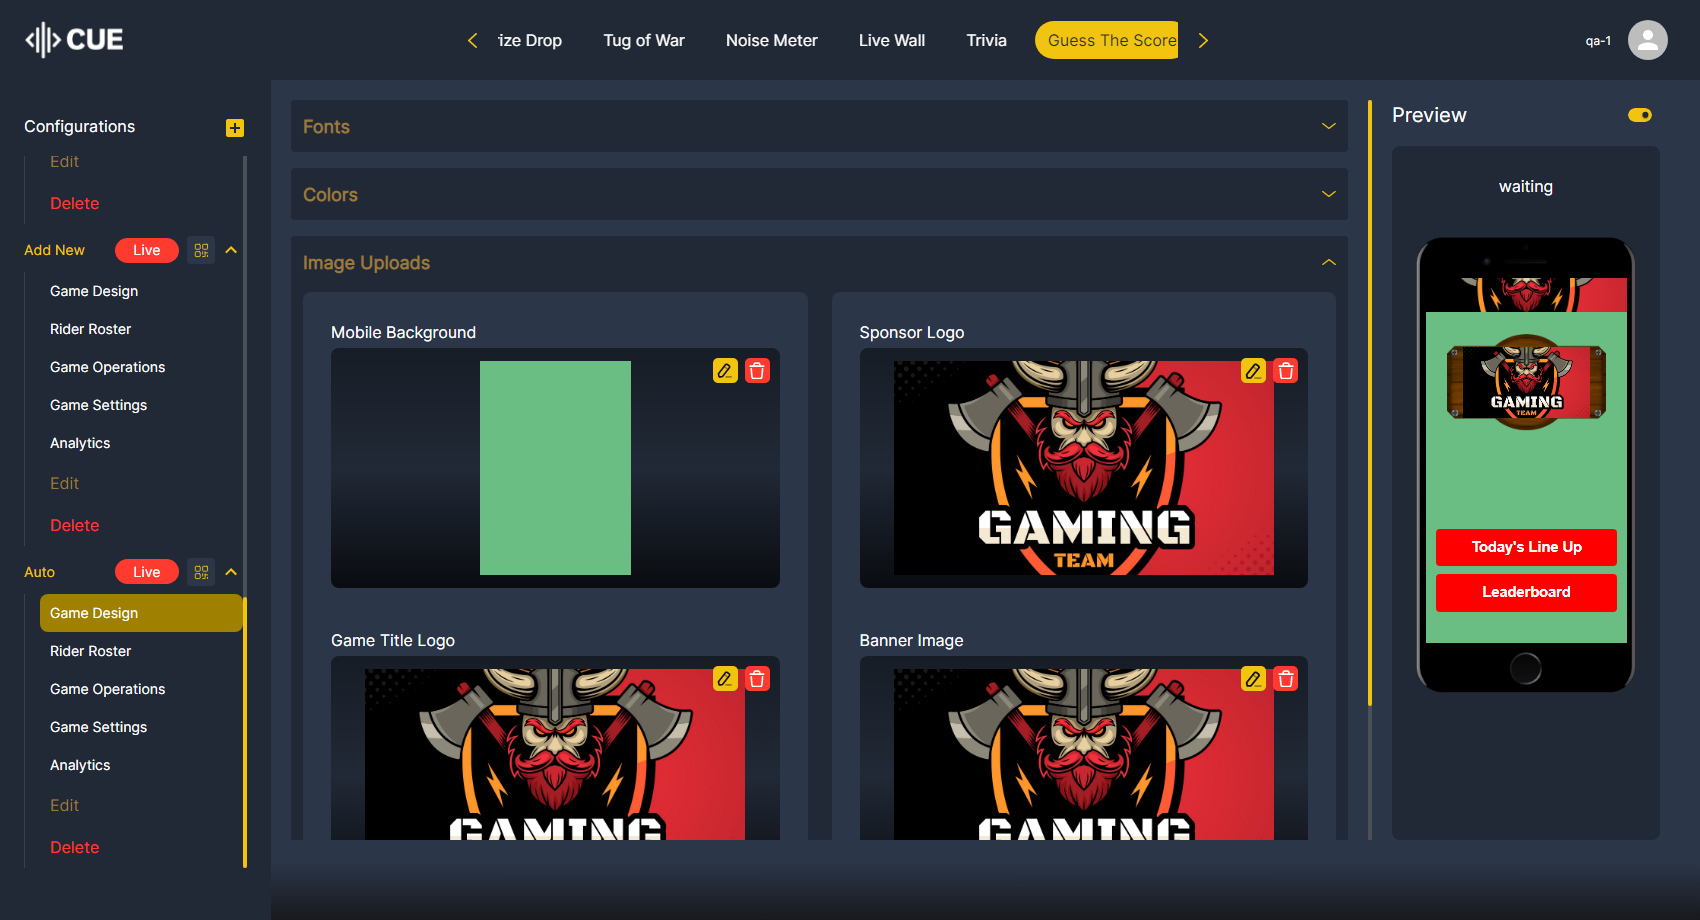 CUE
ize Drop
Tug of War
Noise Meter
Live Wall
Trivia
Guess The Score
qa-1
Configurations
Edit
Delete
Add New
Live
Game Design
Rider Roster
Game Operations
Game Settings
Analytics
Edit
Delete
Auto
Live
Game Design
Rider Roster
Game Operations
Game Settings
Analytics
Edit
Delete
Fonts
Colors
Image Uploads
Mobile Background
Sponsor Logo
GAMING
TEAM
Game Title Logo
GAMING
Banner Image
GAMING
Preview
waiting
GAMING
TEAM
Today's Line Up
Leaderboard